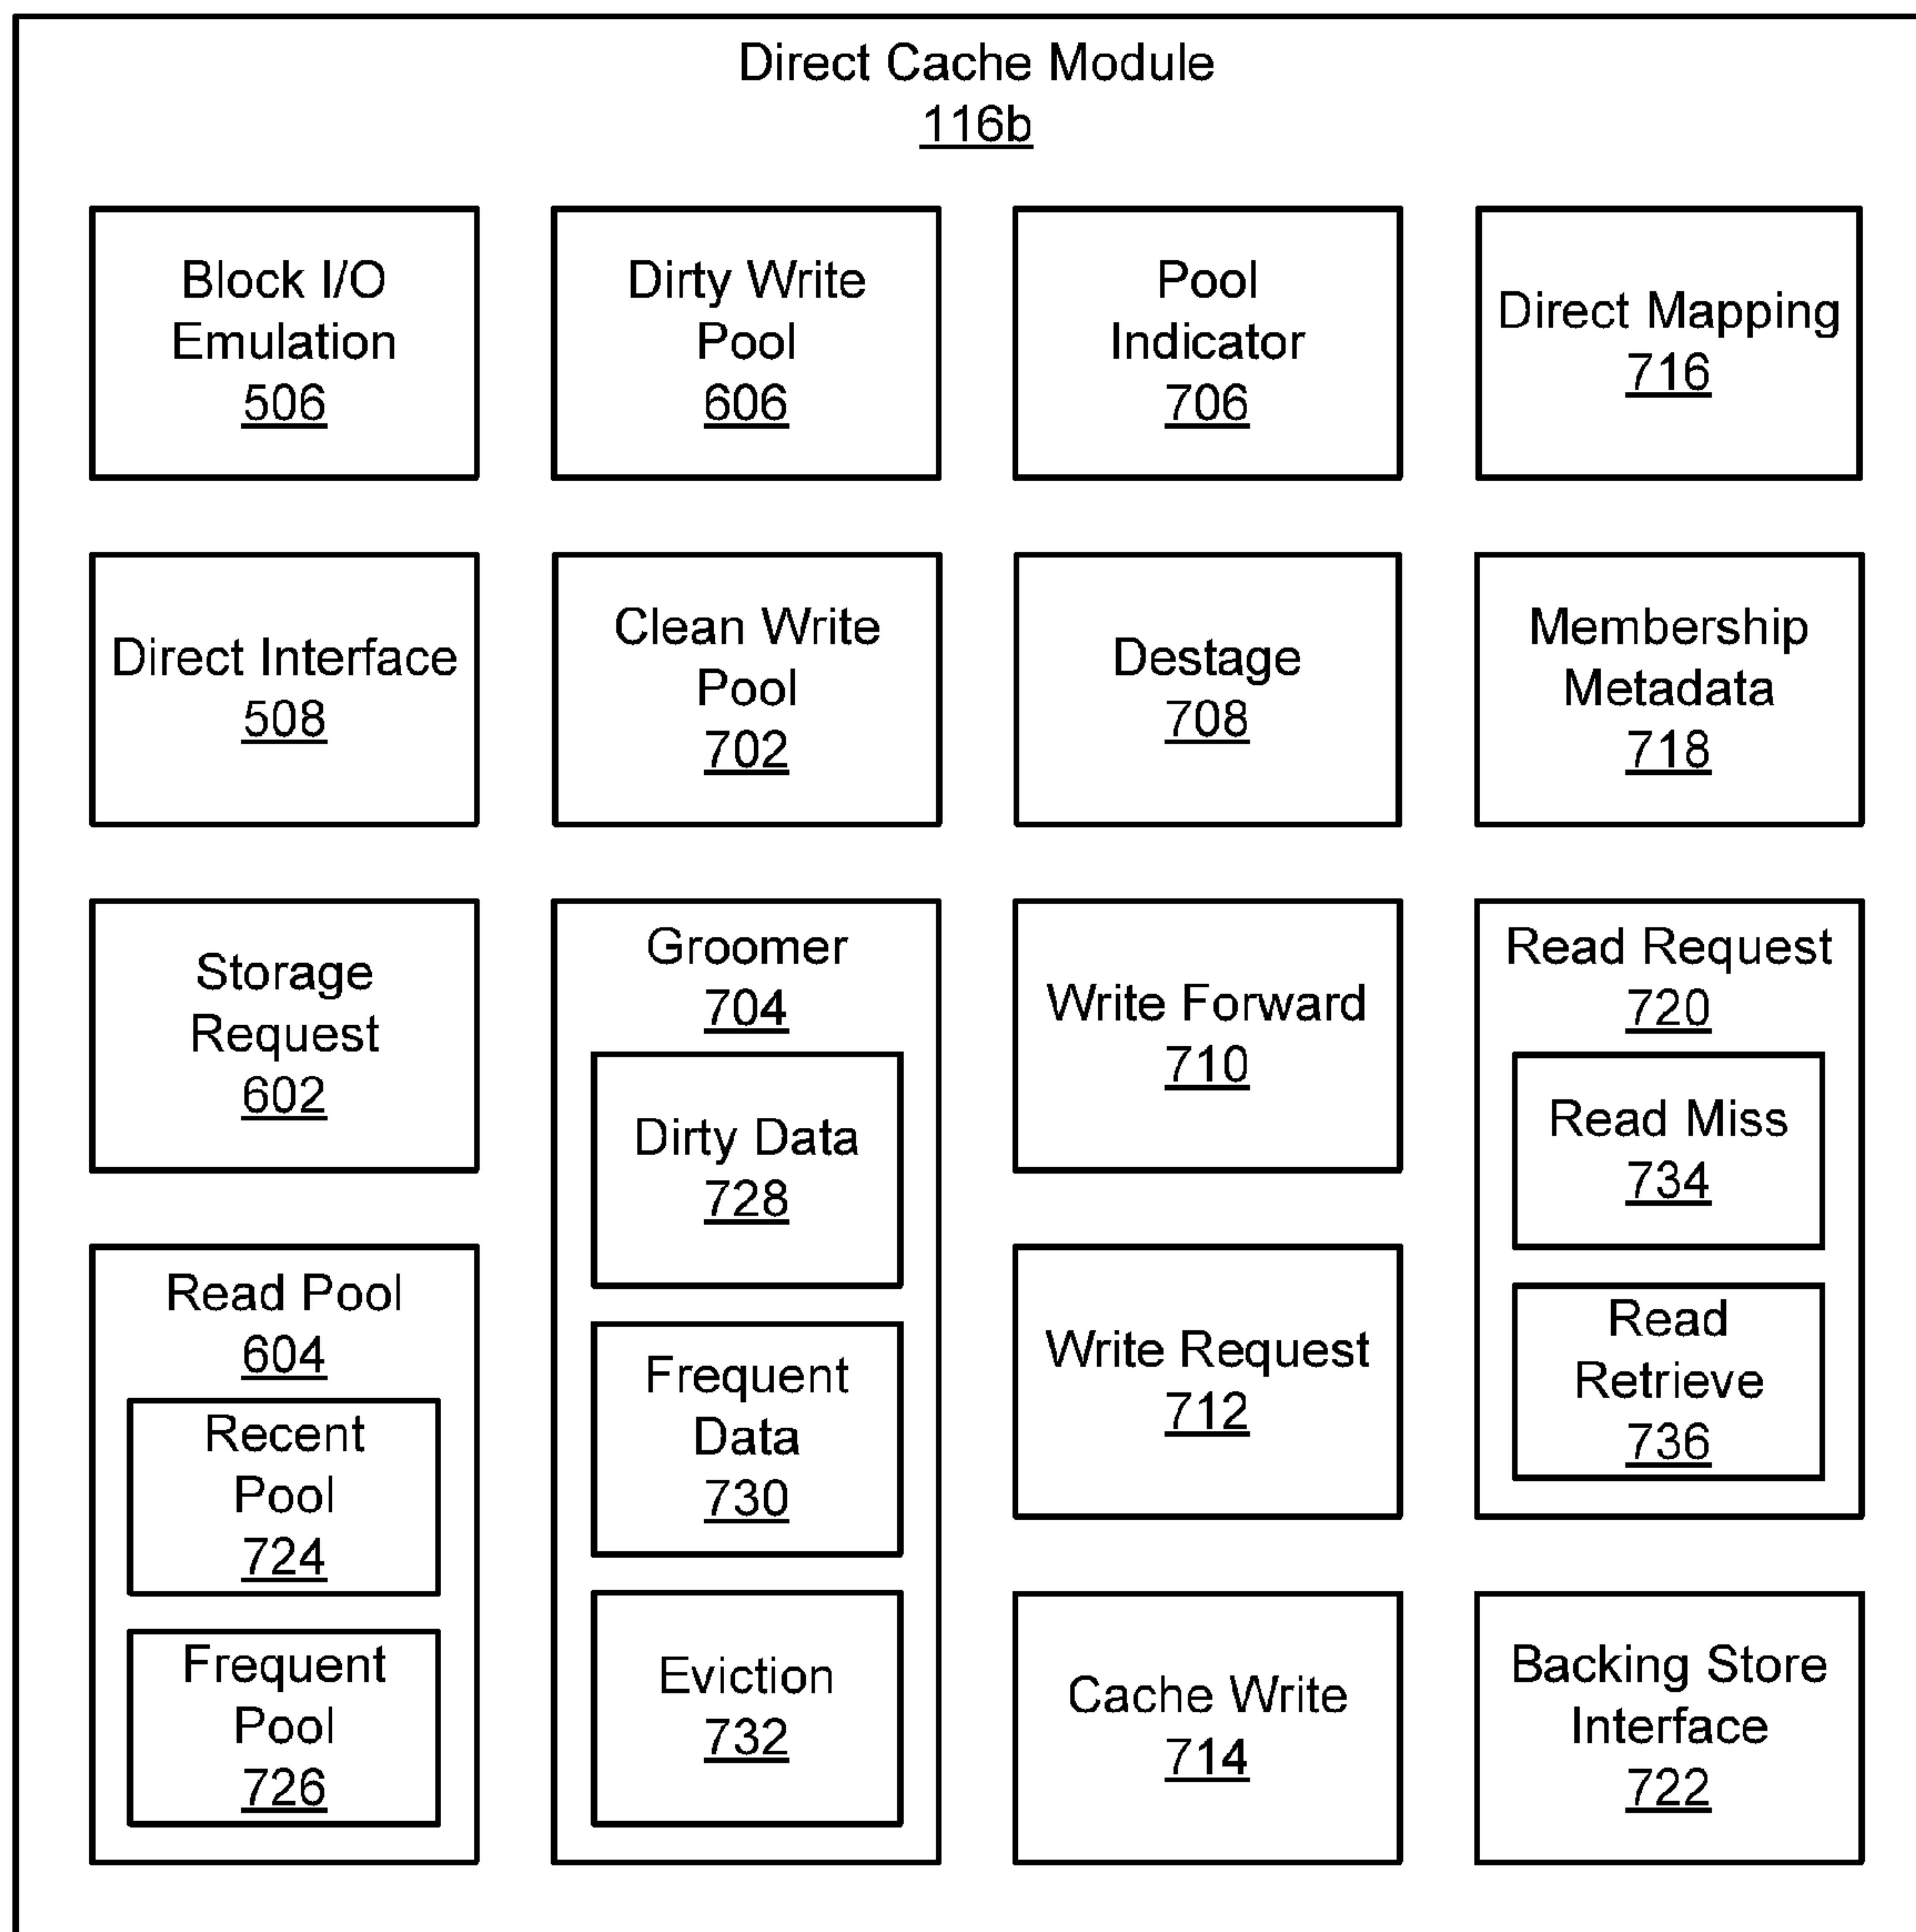 Direct Cache Module
116b
Block I/O
Emulation
506
Dirty Write
Pool
606
Pool
Indicator
706
Direct Mapping
716
Direct Interface
508
Clean Write
Pool
702
Destage
708
Membership
Metadata
718
Storage
Request
602
Groomer
704
Dirty Data
728
Frequent
Data
730
Eviction
732
Write Forward
710
Read Request
720
Read Miss
734
Read
Retrieve
736
Read Pool
604
Recent
Pool
724
Frequent
Pool
726
Write Request
712
Cache Write
714
Backing Store
Interface
722